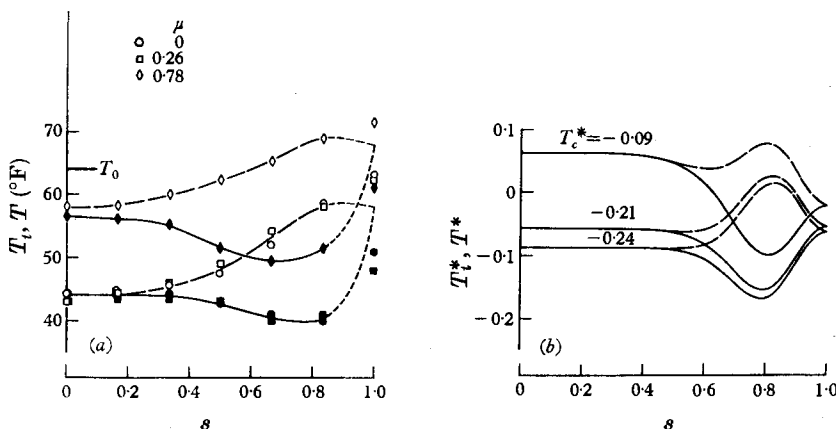 μ
0
0·26
0·78
70
60
50
40
T₀
T_t, T (°F)
(a)
0 0·2 0·4 0·6 0·8 1·0
s
0·1
0
−0·1
−0·2
T_c* = −0·09
−0·21
−0·24
T_t*, T*
(b)
0 0·2 0·4 0·6 0·8 1·0
s